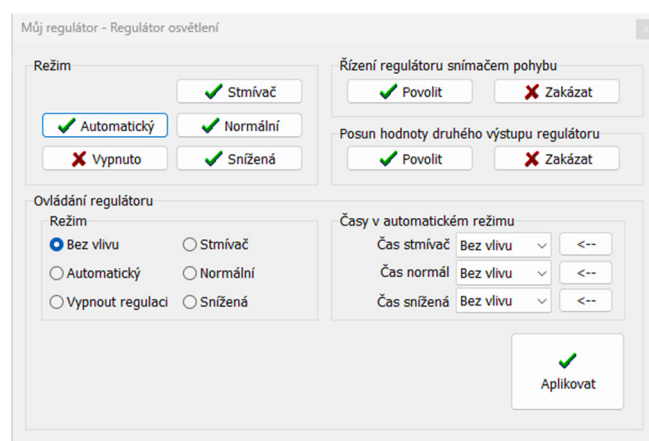 Můj regulátor - Regulátor osvětlení
Režim
Stmívač
Automatický
Normální
Vypnuto
Snížená
Řízení regulátoru snímačem pohybu
Povolit
Zakázat
Posun hodnoty druhého výstupu regulátoru
Povolit
Zakázat
Ovládání regulátoru
Režim
Bez vlivu
Stmívač
Automatický
Normální
Vypnout regulaci
Snížená
Časy v automatickém režimu
Čas stmívač Bez vlivu <--
Čas normál Bez vlivu <--
Čas snížená Bez vlivu <--
Aplikovat